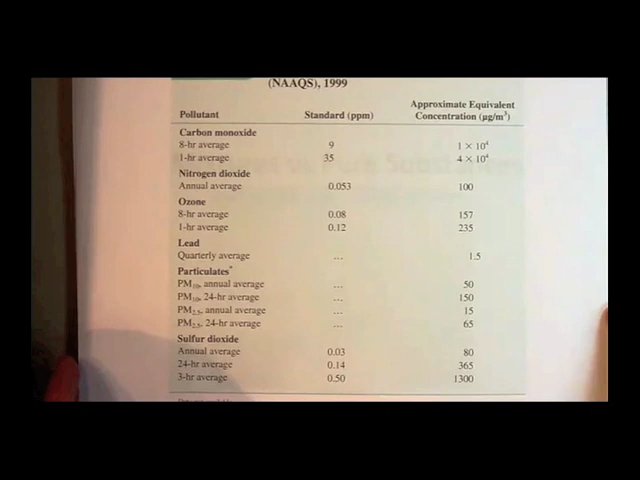 (NAAQS), 1999
Pollutant Standard (ppm) Approximate Equivalent Concentration (µg/m³)
Carbon monoxide
8-hr average 9 1 × 10⁴
1-hr average 35 4 × 10⁴
Nitrogen dioxide
Annual average 0.053 100
Ozone
8-hr average 0.08 157
1-hr average 0.12 235
Lead
Quarterly average ... 1.5
Particulates*
PM₁₀, annual average ... 50
PM₁₀, 24-hr average ... 150
PM₂.₅, annual average ... 15
PM₂.₅, 24-hr average ... 65
Sulfur dioxide
Annual average 0.03 80
24-hr average 0.14 365
3-hr average 0.50 1300